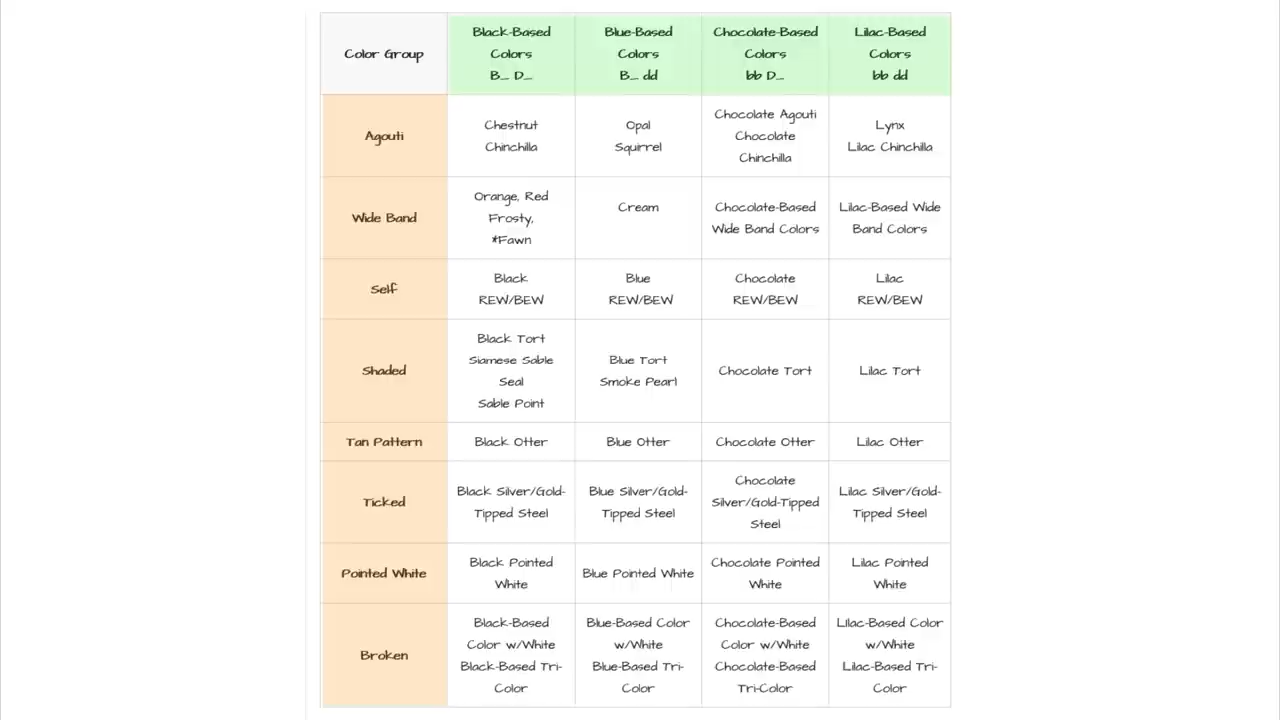 Color Group
Black-Based
Colors
B_ D_
Blue-Based
Colors
B_ dd
Chocolate-Based
Colors
bb D_
Lilac-Based
Colors
bb dd
Agouti
Chestnut
Chinchilla
Opal
Squirrel
Chocolate Agouti
Chocolate
Chinchilla
Lynx
Lilac Chinchilla
Wide Band
Orange, Red
Frosty,
*Fawn
Cream
Chocolate-Based
Wide Band Colors
Lilac-Based Wide
Band Colors
Self
Black
REW/BEW
Blue
REW/BEW
Chocolate
REW/BEW
Lilac
REW/BEW
Shaded
Black Tort
Siamese Sable
Seal
Sable Point
Blue Tort
Smoke Pearl
Chocolate Tort
Lilac Tort
Tan Pattern
Black Otter
Blue Otter
Chocolate Otter
Lilac Otter
Ticked
Black Silver/Gold-
Tipped Steel
Blue Silver/Gold-
Tipped Steel
Chocolate
Silver/Gold-Tipped
Steel
Lilac Silver/Gold-
Tipped Steel
Pointed White
Black Pointed
White
Blue Pointed White
Chocolate Pointed
White
Lilac Pointed
White
Broken
Black-Based
Color w/White
Black-Based Tri-
Color
Blue-Based Color
w/White
Blue-Based Tri-
Color
Chocolate-Based
Color w/White
Chocolate-Based
Tri-Color
Lilac-Based Color
w/White
Lilac-Based Tri-
Color